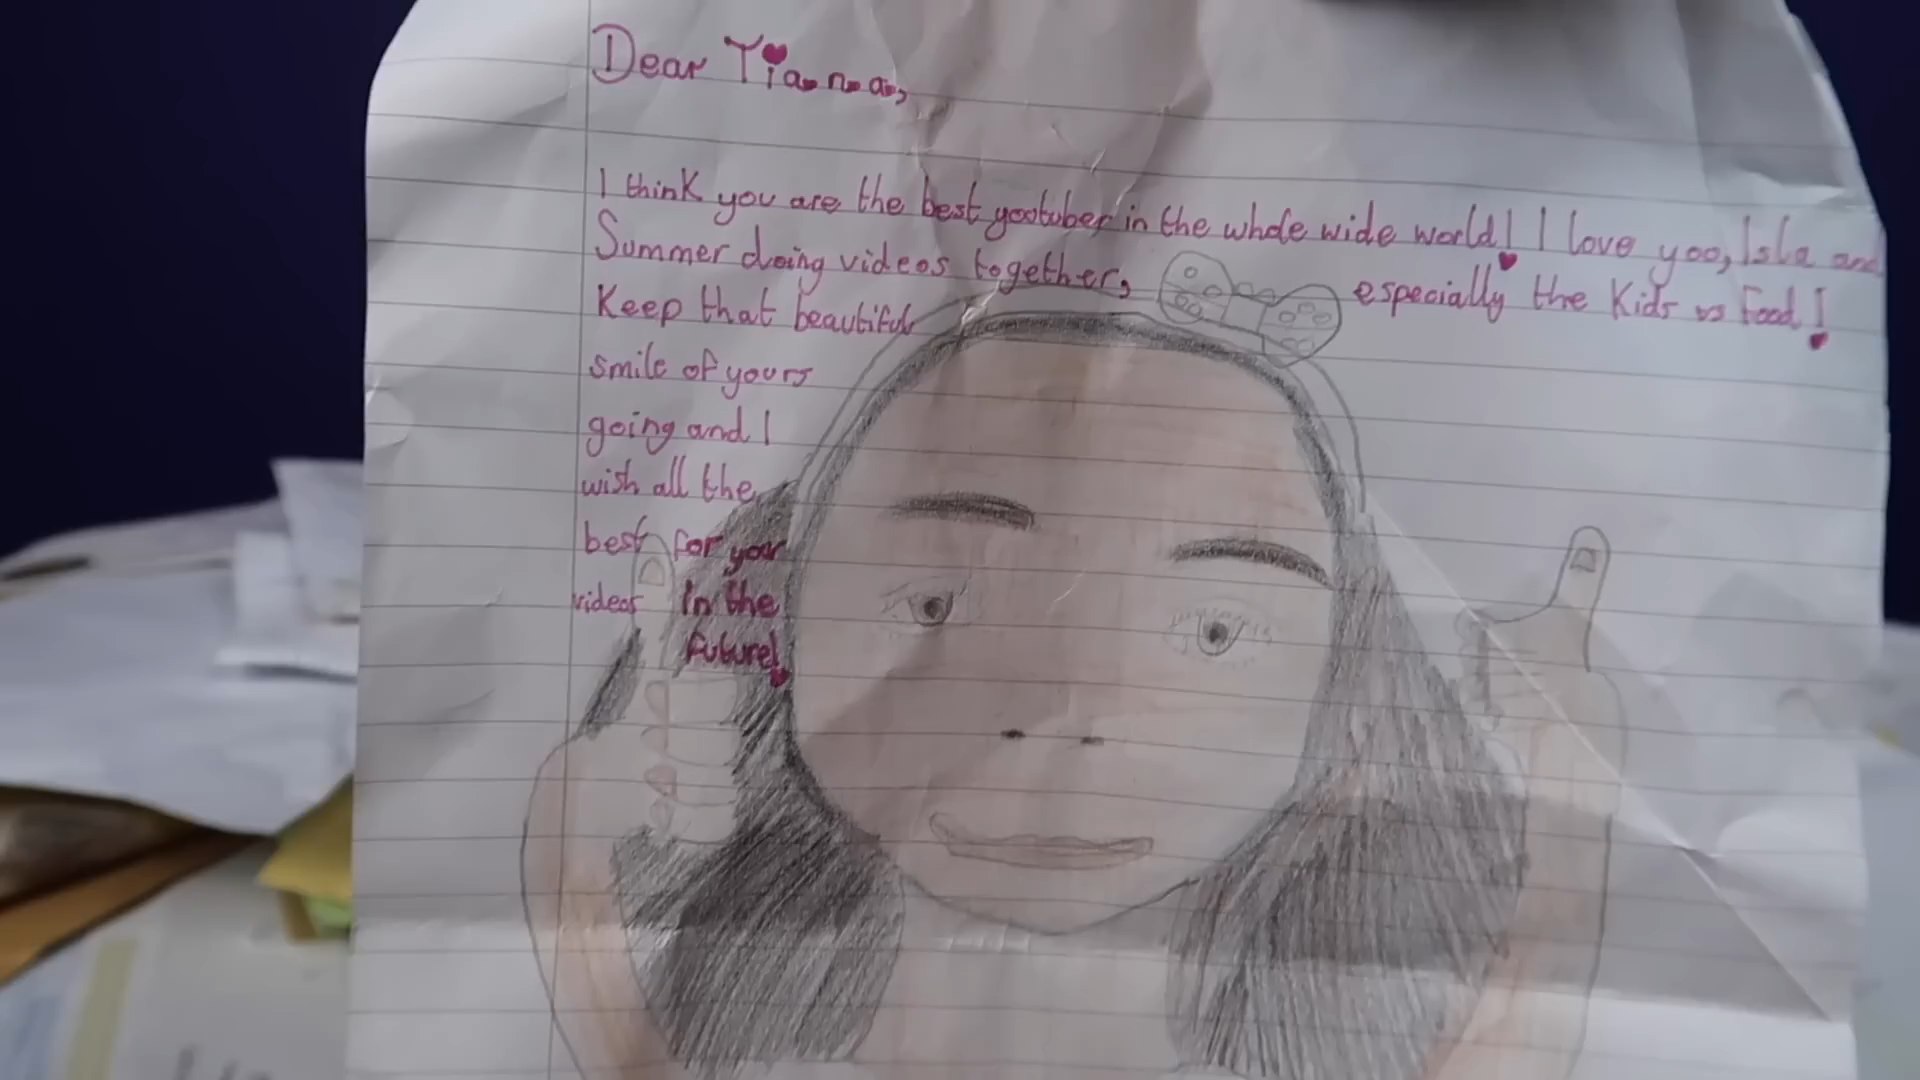 Dear Tiana,
I think you are the best yootuber in the whole wide world! I love yoo, Isla and
Summer doing videos together, especially the Kids vs Food!
Keep that beautiful
smile of yours
going and I
wish all the
best for your
videos in the
future!